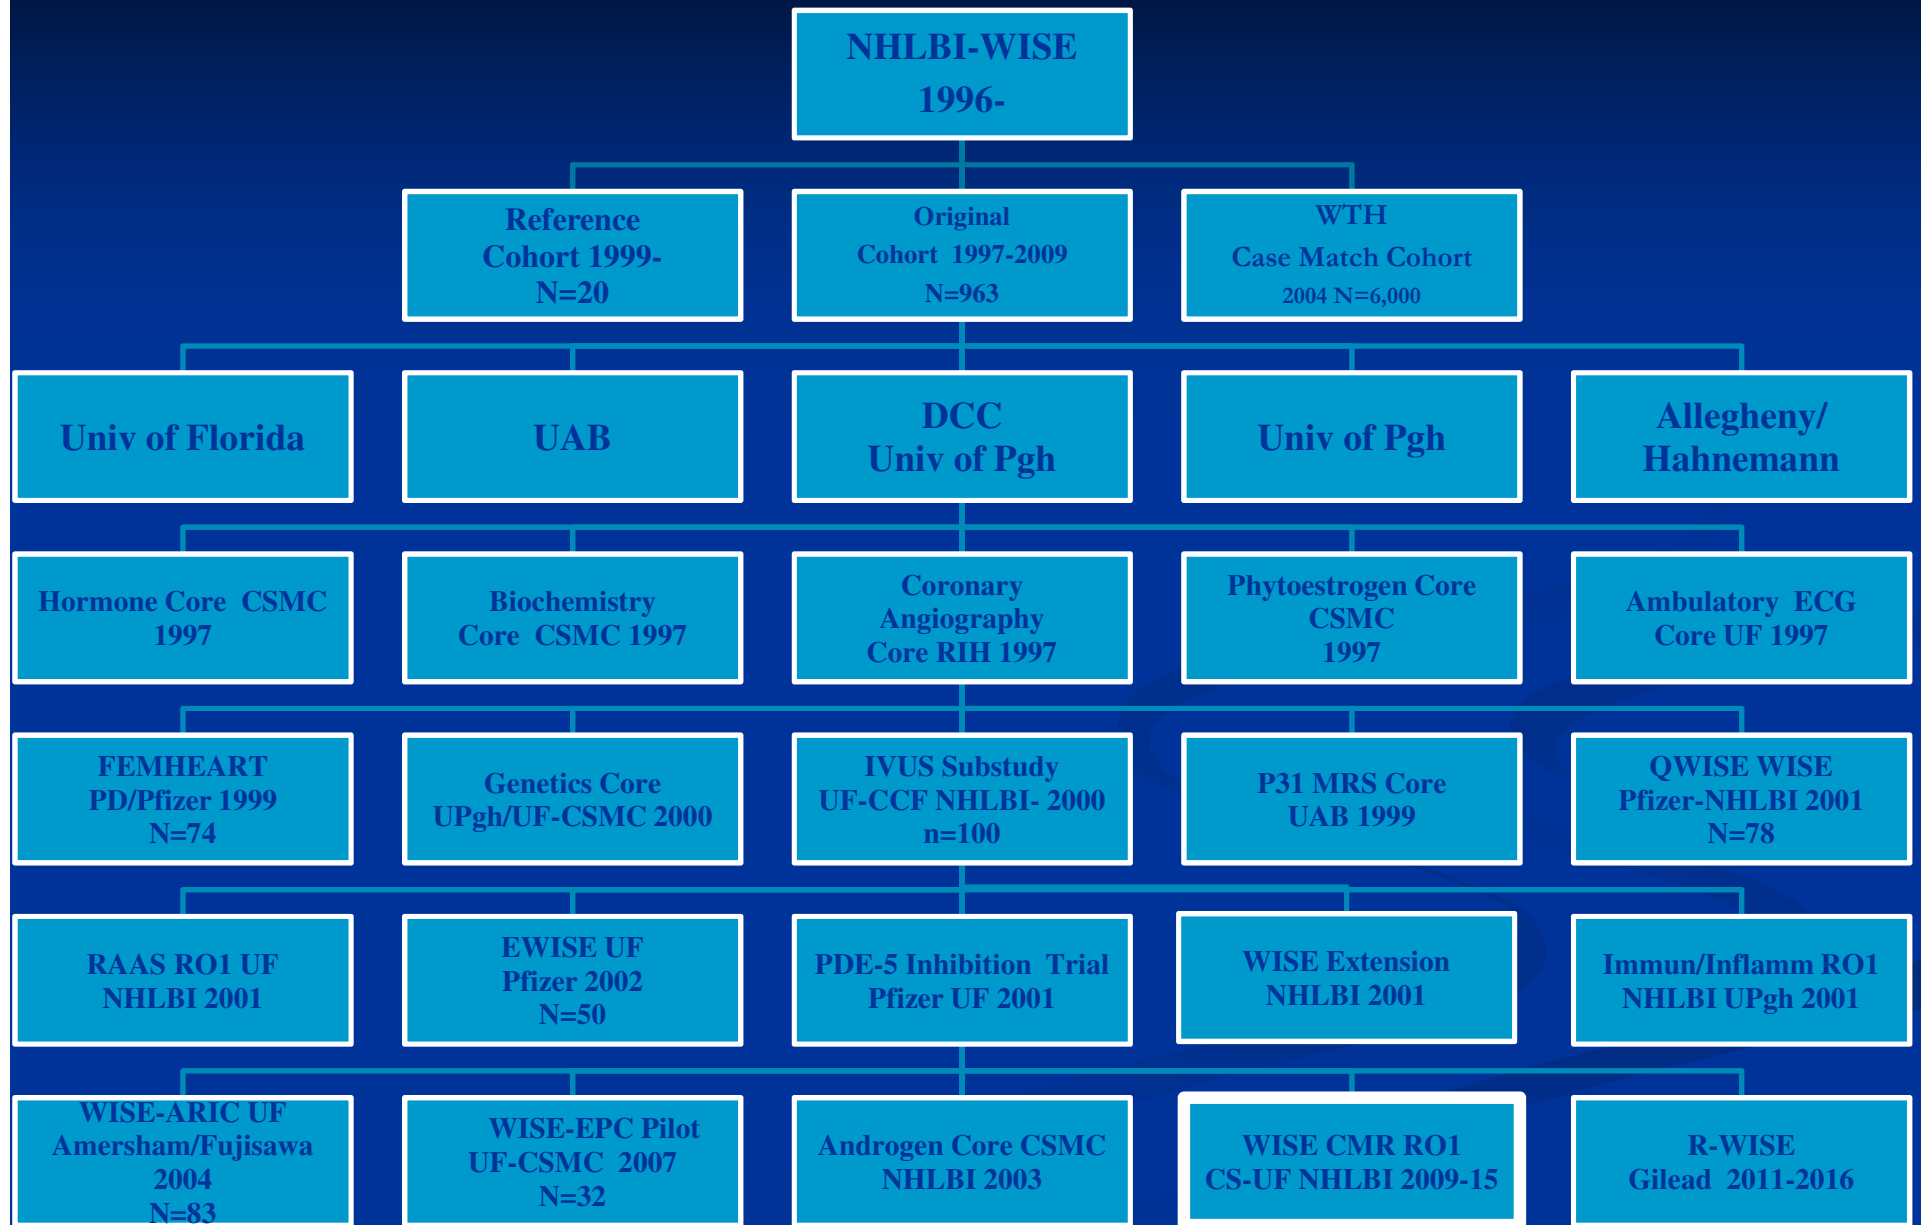 NHLBI-WISE
1996-
Reference
Cohort 1999-
N=20
Original
Cohort 1997-2009
N=963
WTH
Case Match Cohort
2004 N=6,000
Univ of Florida
UAB
DCC
Univ of Pgh
Univ of Pgh
Allegheny/
Hahnemann
Hormone Core CSMC
1997
Biochemistry
Core CSMC 1997
Coronary
Angiography
Core RIH 1997
Phytoestrogen Core
CSMC
1997
Ambulatory ECG
Core UF 1997
FEMHEART
PD/Pfizer 1999
N=74
Genetics Core
UPgh/UF-CSMC 2000
IVUS Substudy
UF-CCF NHLBI- 2000
n=100
P31 MRS Core
UAB 1999
QWISE WISE
Pfizer-NHLBI 2001
N=78
RAAS RO1 UF
NHLBI 2001
EWISE UF
Pfizer 2002
N=50
PDE-5 Inhibition Trial
Pfizer UF 2001
WISE Extension
NHLBI 2001
Immun/Inflamm RO1
NHLBI UPgh 2001
WISE-ARIC UF
Amersham/Fujisawa
2004
N=83
WISE-EPC Pilot
UF-CSMC 2007
N=32
Androgen Core CSMC
NHLBI 2003
WISE CMR RO1
CS-UF NHLBI 2009-15
R-WISE
Gilead 2011-2016